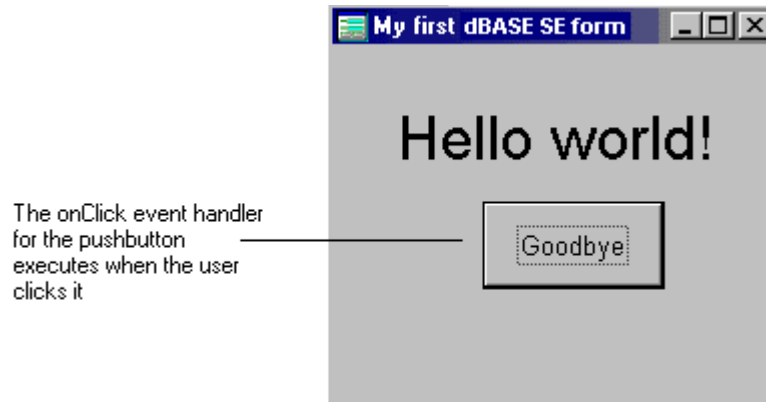 My first dBASE SE form
Hello world!
The onClick event handler
for the pushbutton
executes when the user
clicks it
Goodbye